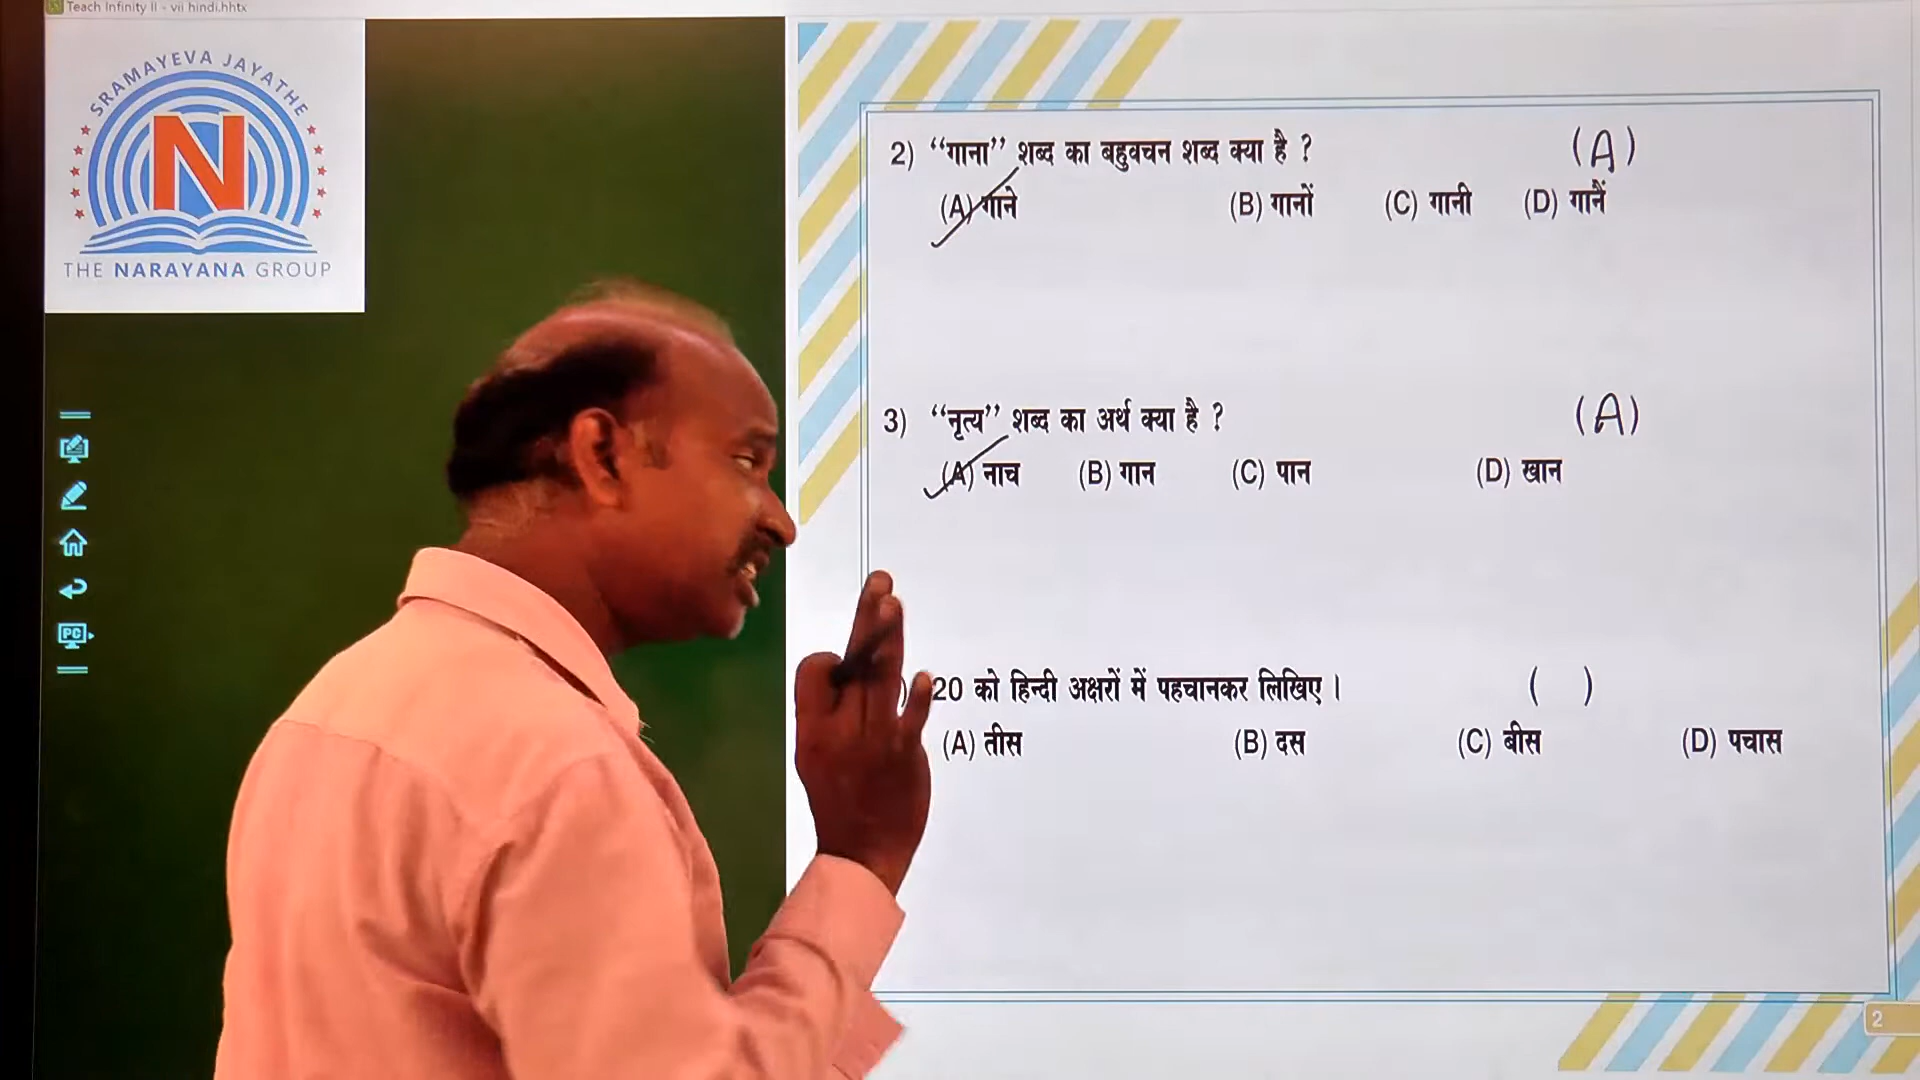 Teach Infinity II - vii hindi.hhtx
SRAMAYEVA JAYATHE
N
THE NARAYANA GROUP
PC
2) “गाना” शब्द का बहुवचन शब्द क्या है ? (A)
(A) गाने (B) गानों (C) गानी (D) गानैं
3) “नृत्य” शब्द का अर्थ क्या है ? (A)
(A) नाच (B) गान (C) पान (D) खान
) 20 को हिन्दी अक्षरों में पहचानकर लिखिए । ( )
(A) तीस (B) दस (C) बीस (D) पचास
2